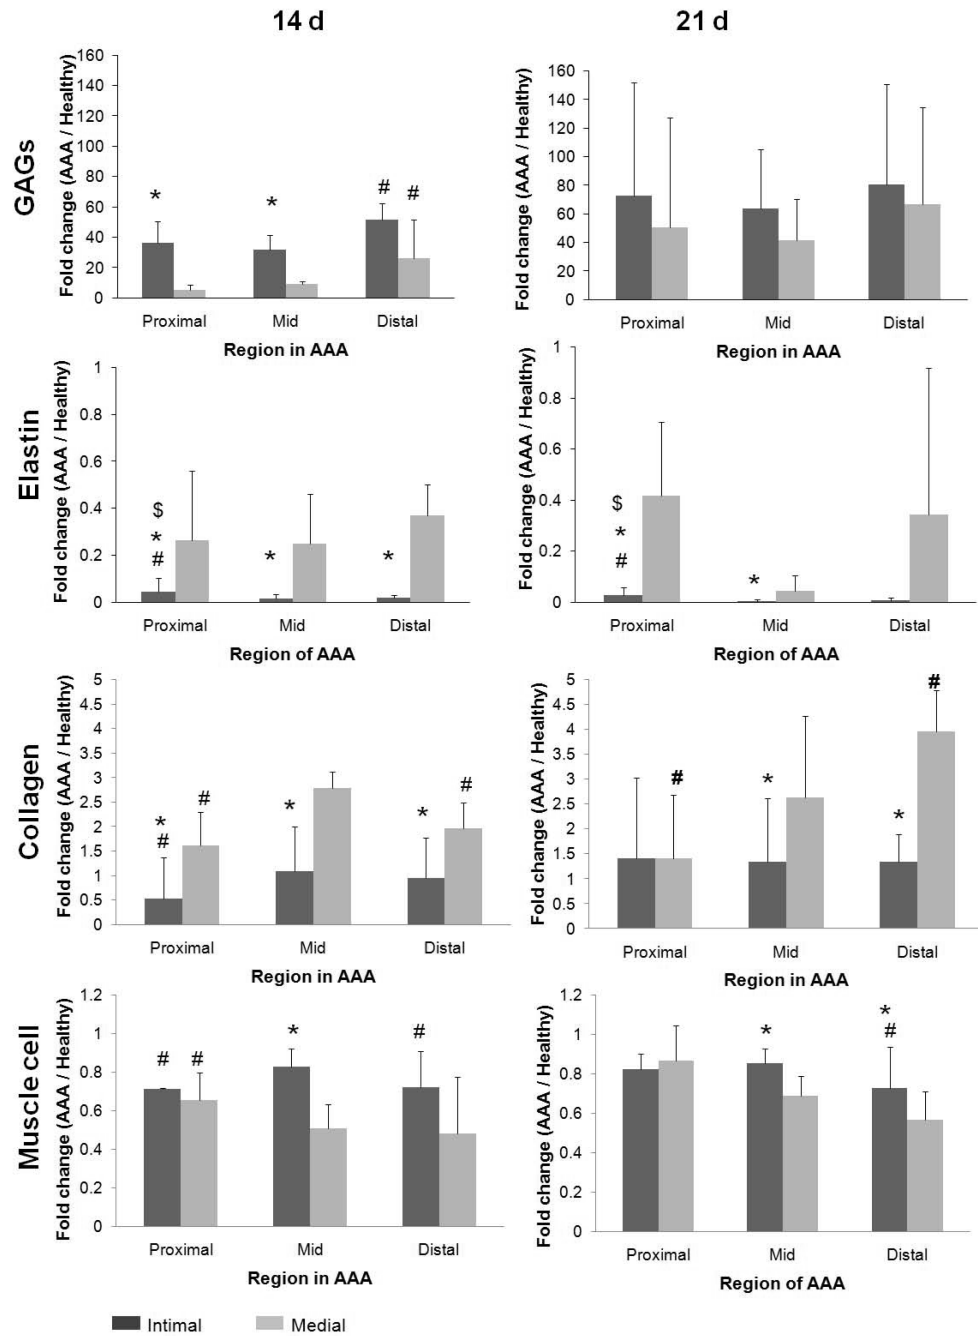 14 d 21 d
GAGs
Fold change (AAA / Healthy)
160
140
120
100
80
60
40
20
0
* * # #
Proximal Mid Distal
Region in AAA
Fold change (AAA / Healthy)
160
140
120
100
80
60
40
20
0
Proximal Mid Distal
Region in AAA
Elastin
Fold change (AAA / Healthy)
1
0.8
0.6
0.4
0.2
0
$
* * *
#
Proximal Mid Distal
Region of AAA
Fold change (AAA / Healthy)
1
0.8
0.6
0.4
0.2
0
$
*
# *
Proximal Mid Distal
Region of AAA
Collagen
Fold change (AAA / Healthy)
5
4.5
4
3.5
3
2.5
2
1.5
1
0.5
0
* # * * #
#
Proximal Mid Distal
Region in AAA
Fold change (AAA / Healthy)
5
4.5
4
3.5
3
2.5
2
1.5
1
0.5
0
# * * #
Proximal Mid Distal
Region in AAA
Muscle cell
Fold change (AAA / Healthy)
1.2
1
0.8
0.6
0.4
0.2
0
# # * #
Proximal Mid Distal
Region in AAA
Fold change (AAA / Healthy)
1.2
1
0.8
0.6
0.4
0.2
0
* *
#
Proximal Mid Distal
Region of AAA
Intimal Medial